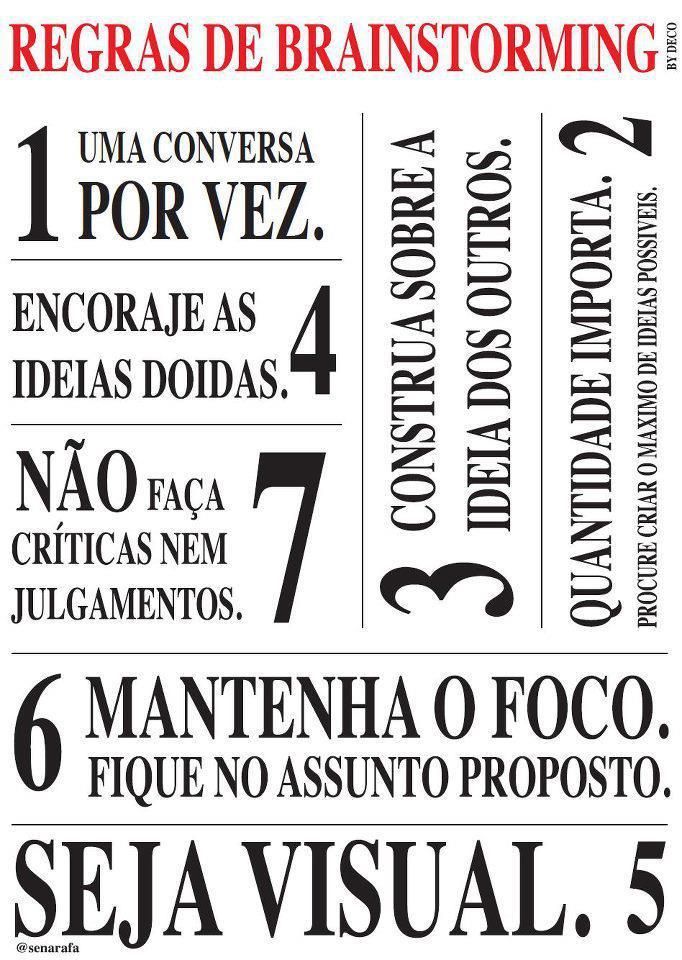 REGRAS DE BRAINSTORMING
BY DECO
1
UMA CONVERSA
POR VEZ.
ENCORAJE AS
IDEIAS DOIDAS.
4
NÃO FAÇA
CRÍTICAS NEM
JULGAMENTOS.
7
3
CONSTRUA SOBRE A
IDEIA DOS OUTROS.
QUANTIDADE IMPORTA. 2
PROCURE CRIAR O MAXIMO DE IDEIAS POSSIVEIS.
6
MANTENHA O FOCO.
FIQUE NO ASSUNTO PROPOSTO.
SEJA VISUAL. 5
@senarafa